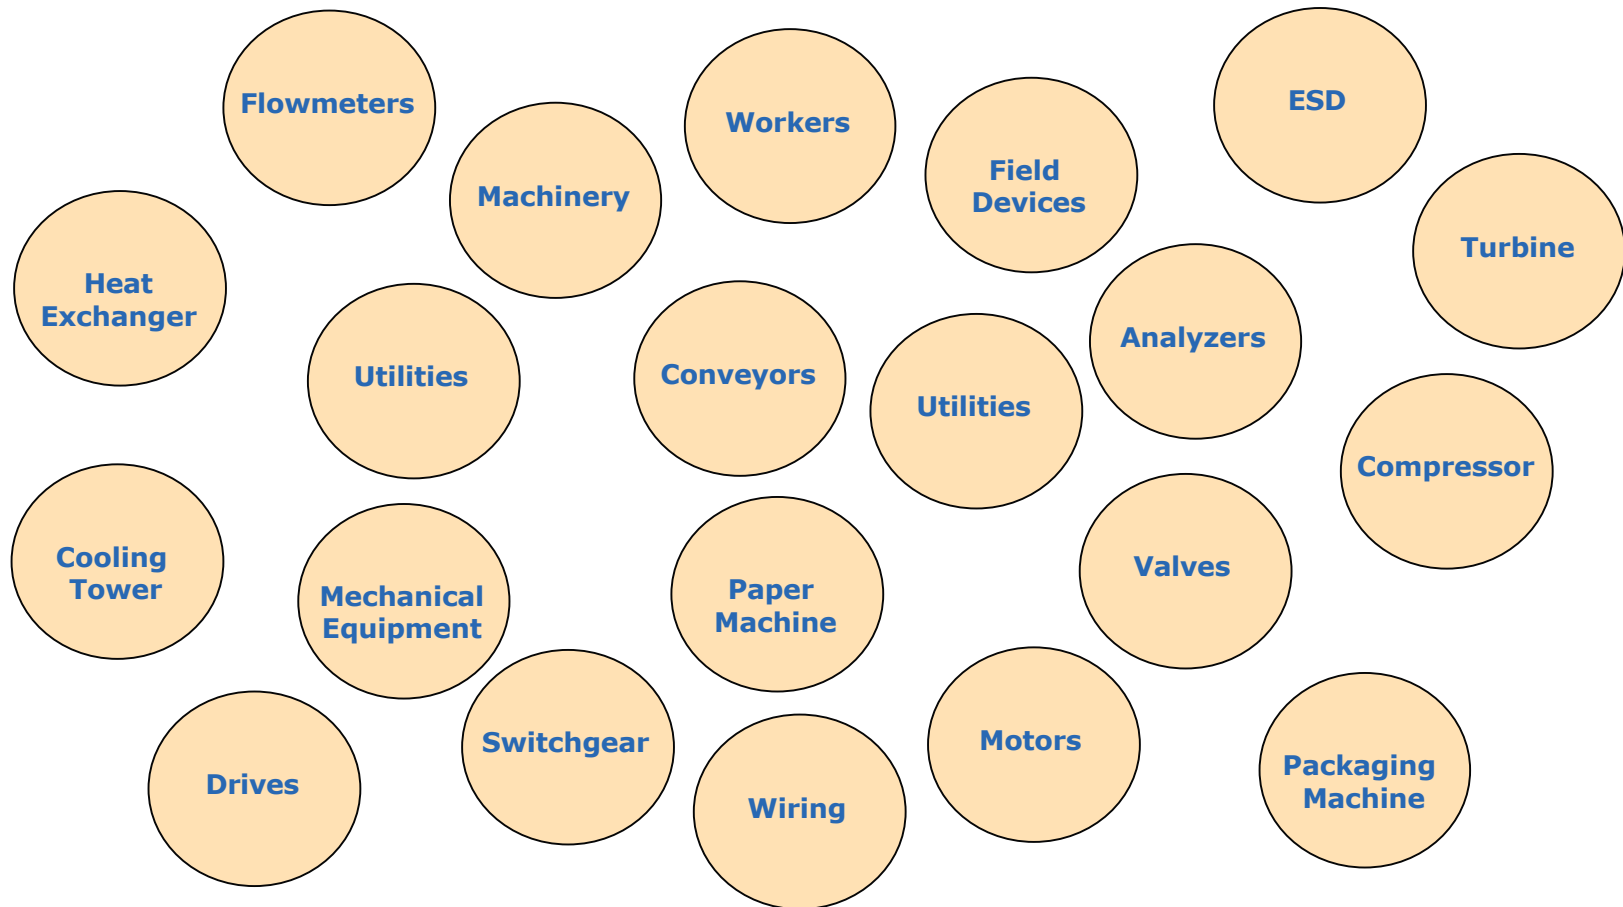 Flowmeters
Workers
ESD
Machinery
Field
Devices
Turbine
Heat
Exchanger
Utilities
Conveyors
Utilities
Analyzers
Compressor
Cooling
Tower
Mechanical
Equipment
Paper
Machine
Valves
Drives
Switchgear
Wiring
Motors
Packaging
Machine